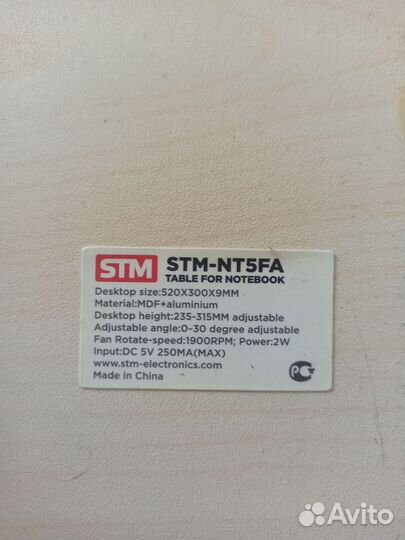 STM STM-NT5FA
TABLE FOR NOTEBOOK
Desktop size:520X300X9MM
Material:MDF+aluminium
Desktop height:235-315MM adjustable
Adjustable angle:0-30 degree adjustable
Fan Rotate-speed:1900RPM; Power:2W
Input:DC 5V 250MA(MAX)
www.stm-electronics.com
Made in China
Avito